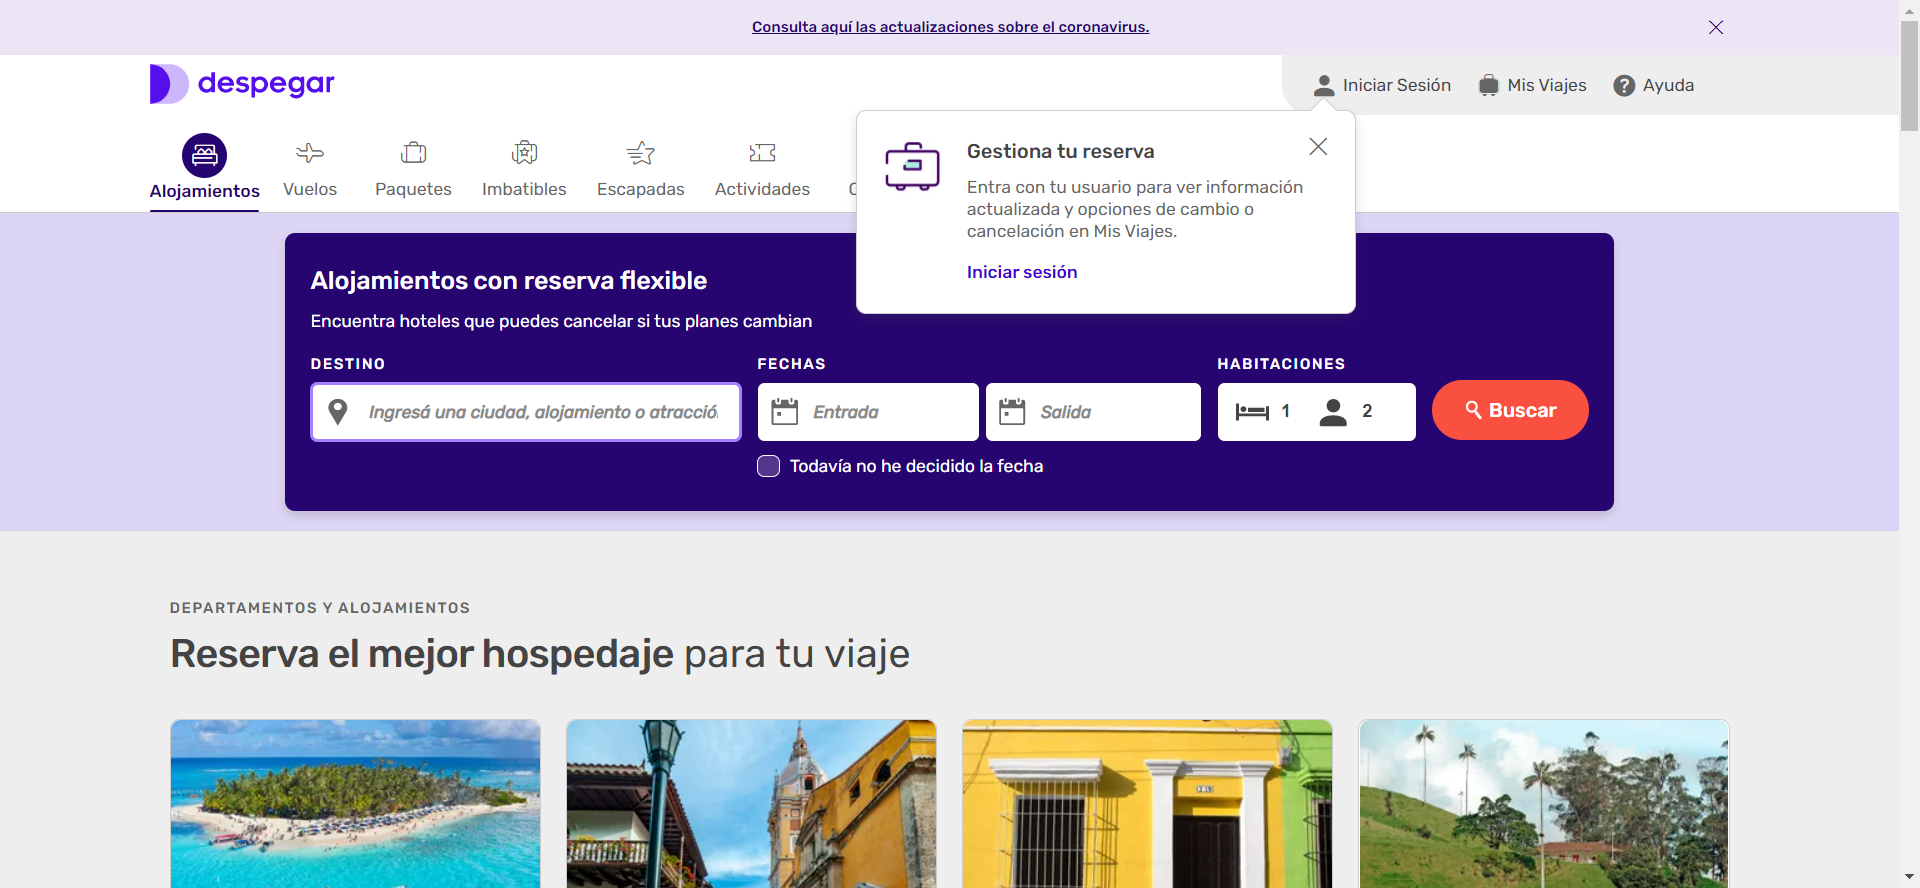 Consulta aquí las actualizaciones sobre el coronavirus.
despegar
Iniciar Sesión
Mis Viajes
? Ayuda
Alojamientos
Vuelos
Paquetes
Imbatibles
Escapadas
Actividades
Gestiona tu reserva
Entra con tu usuario para ver información
actualizada y opciones de cambio o
cancelación en Mis Viajes.
Iniciar sesión
Alojamientos con reserva flexible
Encuentra hoteles que puedes cancelar si tus planes cambian
DESTINO
FECHAS
HABITACIONES
Ingresá una ciudad, alojamiento o
Entrada
Salida
1
2
Buscar
Todavía no he decidido la fecha
DEPARTAMENTOS Y ALOJAMIENTOS
Reserva el mejor hospedaje para tu viaje